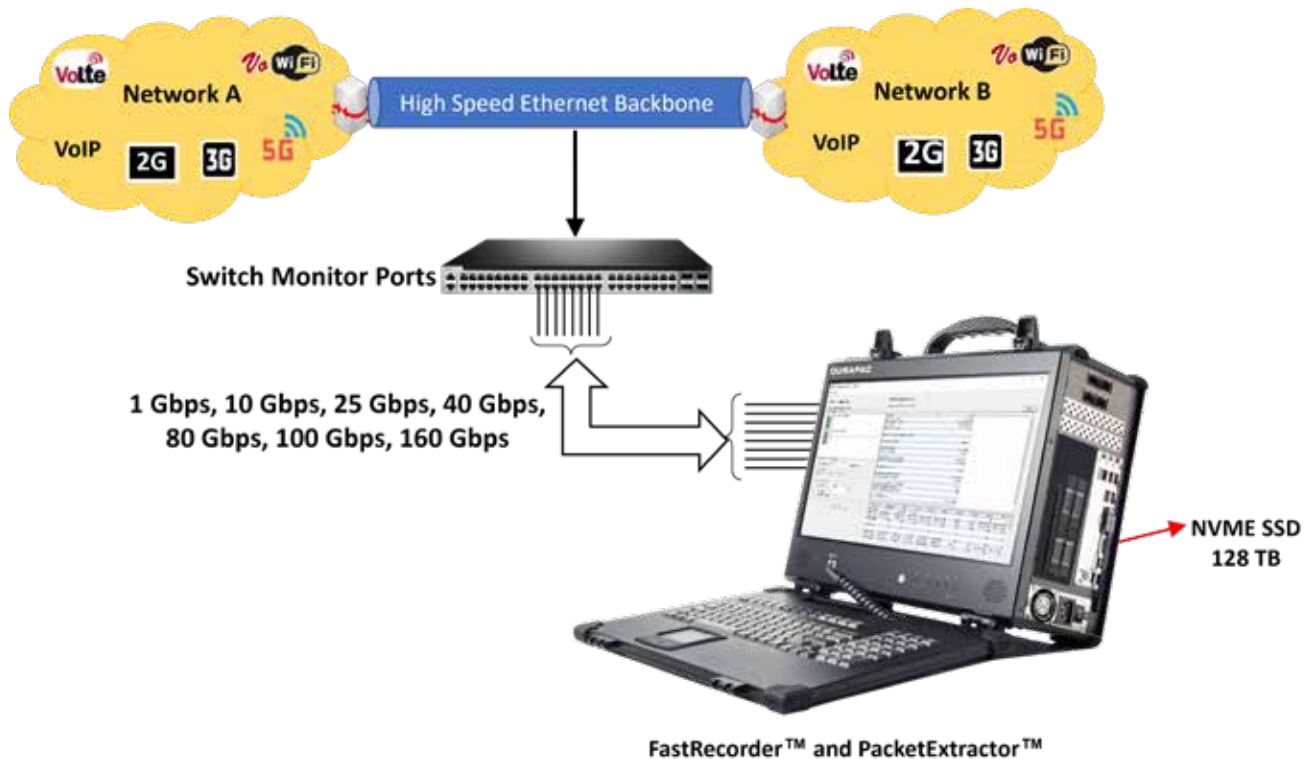 VoLte
Vo WiFi
Network A
VoIP
2G
3G
5G
High Speed Ethernet Backbone
VoLte
Vo WiFi
Network B
VoIP
2G
3G
5G
Switch Monitor Ports
1 Gbps, 10 Gbps, 25 Gbps, 40 Gbps,
80 Gbps, 100 Gbps, 160 Gbps
DURAPAC
NVME SSD
128 TB
FastRecorder™ and PacketExtractor™